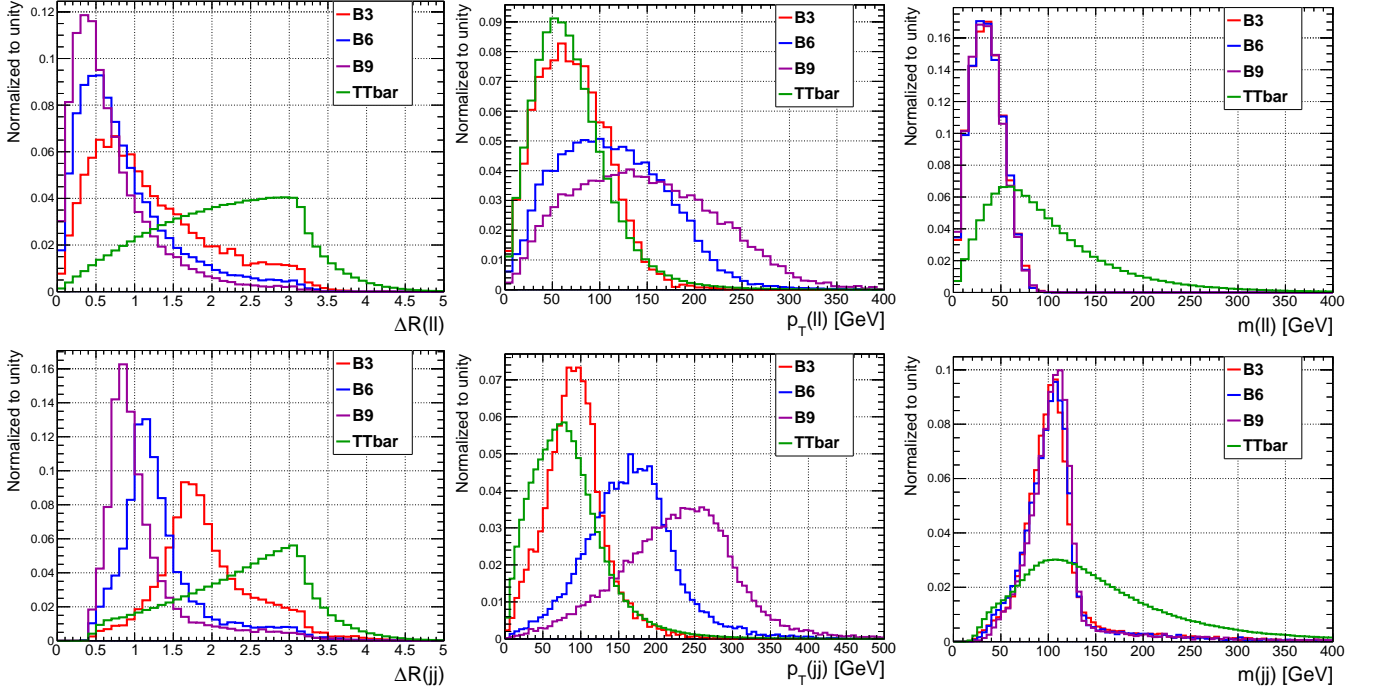 Normalized to unity
0.12
0.1
0.08
0.06
0.04
0.02
0
B3
B6
B9
TTbar
0 0.5 1 1.5 2 2.5 3 3.5 4 4.5 5
ΔR(ll)
Normalized to unity
0.09
0.08
0.07
0.06
0.05
0.04
0.03
0.02
0.01
0
B3
B6
B9
TTbar
0 50 100 150 200 250 300 350 400
p_T(ll) [GeV]
Normalized to unity
0.16
0.14
0.12
0.1
0.08
0.06
0.04
0.02
0
B3
B6
B9
TTbar
0 50 100 150 200 250 300 350 400
m(ll) [GeV]
Normalized to unity
0.16
0.14
0.12
0.1
0.08
0.06
0.04
0.02
0
B3
B6
B9
TTbar
0 0.5 1 1.5 2 2.5 3 3.5 4 4.5 5
ΔR(jj)
Normalized to unity
0.07
0.06
0.05
0.04
0.03
0.02
0.01
0
B3
B6
B9
TTbar
0 50 100 150 200 250 300 350 400 450 500
p_T(jj) [GeV]
Normalized to unity
0.1
0.08
0.06
0.04
0.02
0
B3
B6
B9
TTbar
0 50 100 150 200 250 300 350 400
m(jj) [GeV]